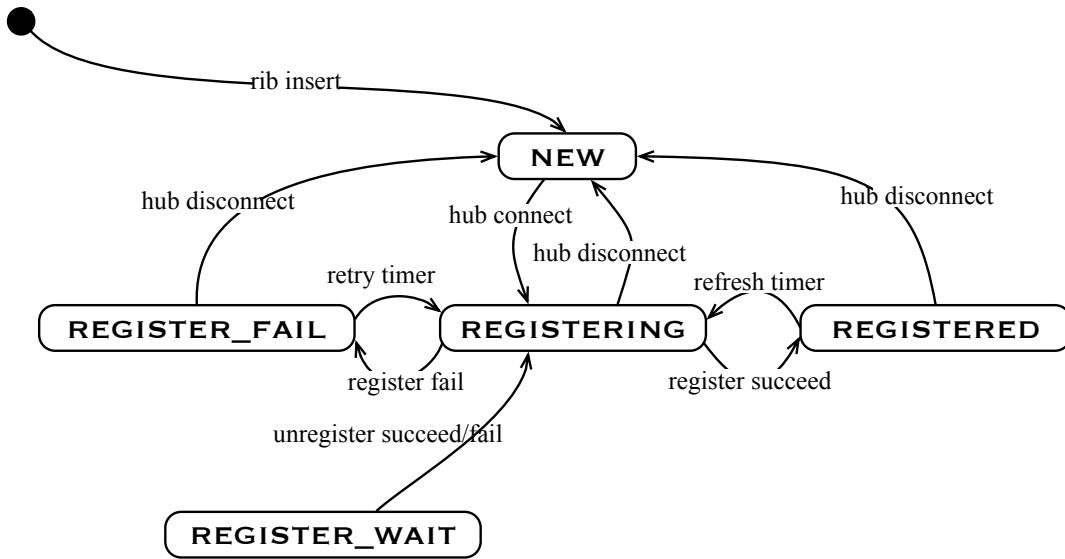 rib insert
NEW
hub disconnect
hub connect
hub disconnect
hub disconnect
retry timer
refresh timer
REGISTER_FAIL
REGISTERING
REGISTERED
register fail
register succeed
unregister succeed/fail
REGISTER_WAIT